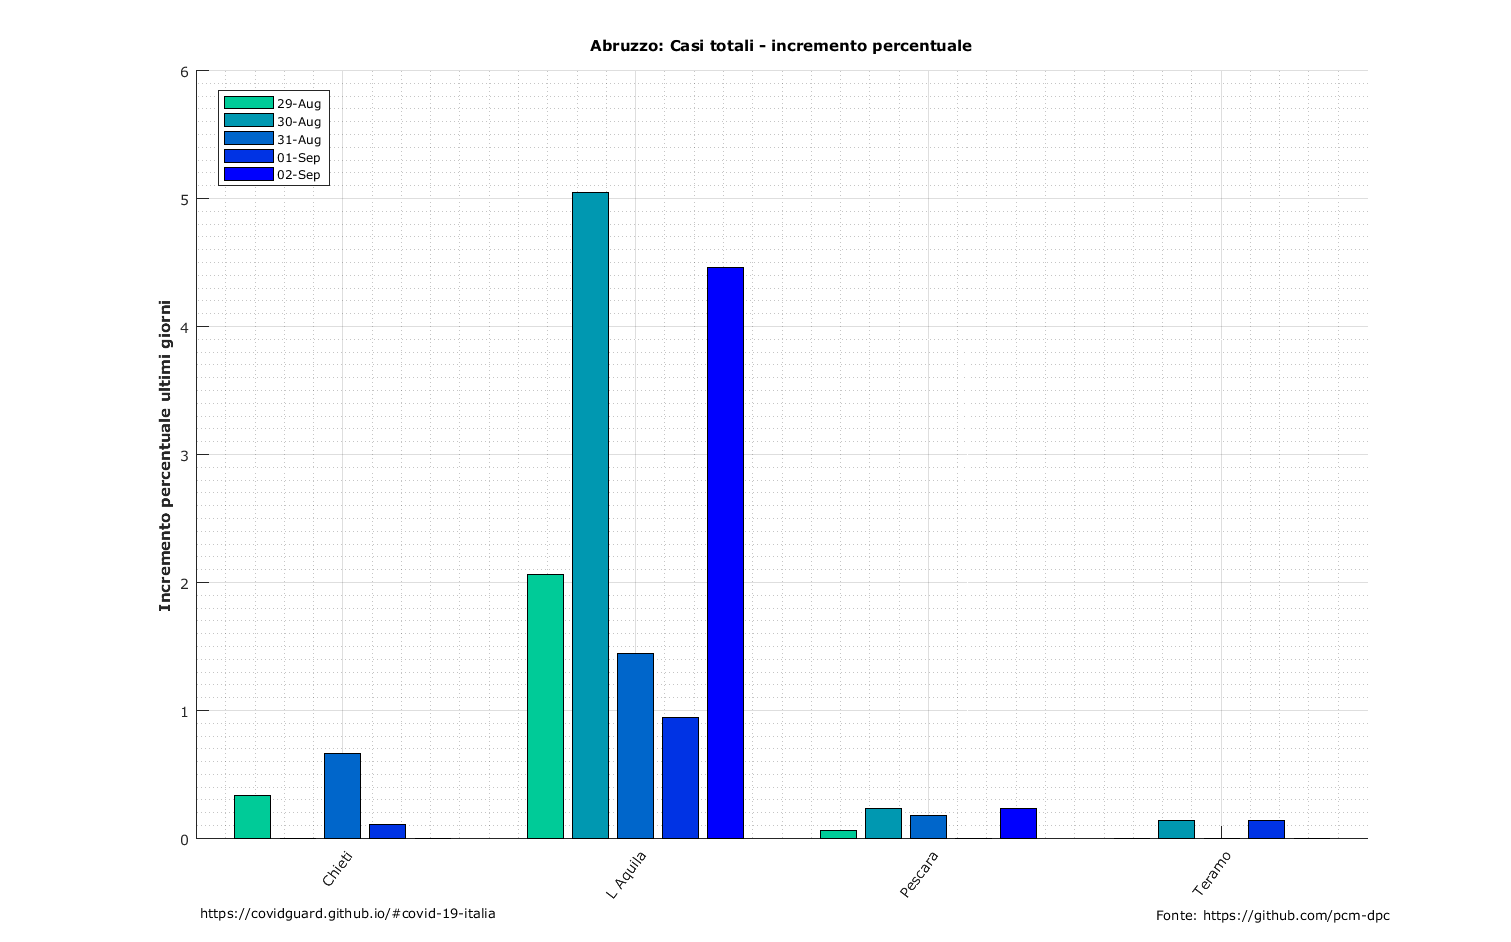 Abruzzo: Casi totali - incremento percentuale
6
29-Aug
30-Aug
31-Aug
01-Sep
02-Sep
5
4
3
2
1
0
Incremento percentuale ultimi giorni
Chieti
L Aquila
Pescara
Teramo
https://covidguard.github.io/#covid-19-italia
Fonte: https://github.com/pcm-dpc